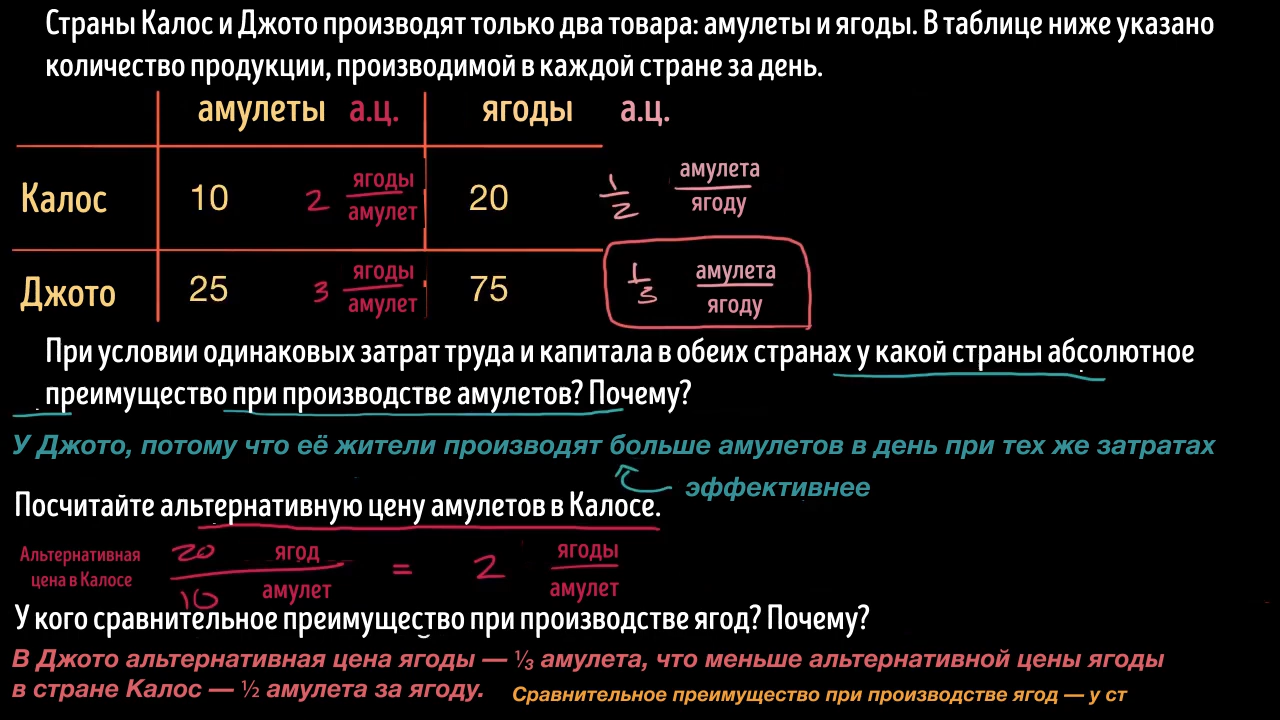 Страны Калос и Джото производят только два товара: амулеты и ягоды. В таблице ниже указано
количество продукции, производимой в каждой стране за день.
амулеты а.ц. ягоды а.ц.
Калос 10 2 ягоды/амулет 20 1/2 амулета/ягоду
Джото 25 3 ягоды/амулет 75 1/3 амулета/ягоду
При условии одинаковых затрат труда и капитала в обеих странах у какой страны абсолютное
преимущество при производстве амулетов? Почему?
У Джото, потому что её жители производят больше амулетов в день при тех же затратах
эффективнее
Посчитайте альтернативную цену амулетов в Калосе.
Альтернативная
цена в Калосе
20 ягод / 10 амулет = 2 ягоды/амулет
У кого сравнительное преимущество при производстве ягод? Почему?
В Джото альтернативная цена ягоды — ⅓ амулета, что меньше альтернативной цены ягоды
в стране Калос — ½ амулета за ягоду. Сравнительное преимущество при производстве ягод — у ст